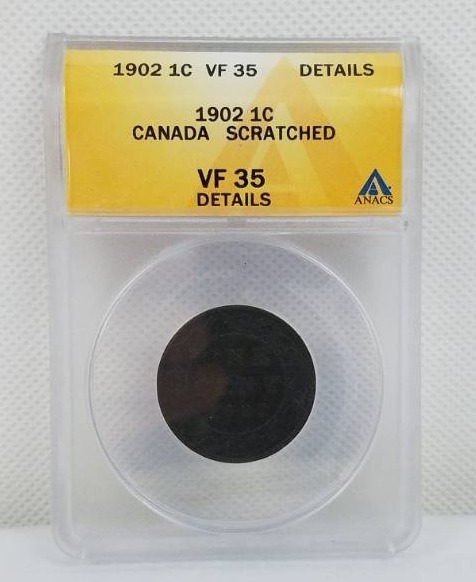 1902 1C VF 35 DETAILS
1902 1C
CANADA SCRATCHED
VF 35
DETAILS
ANACS